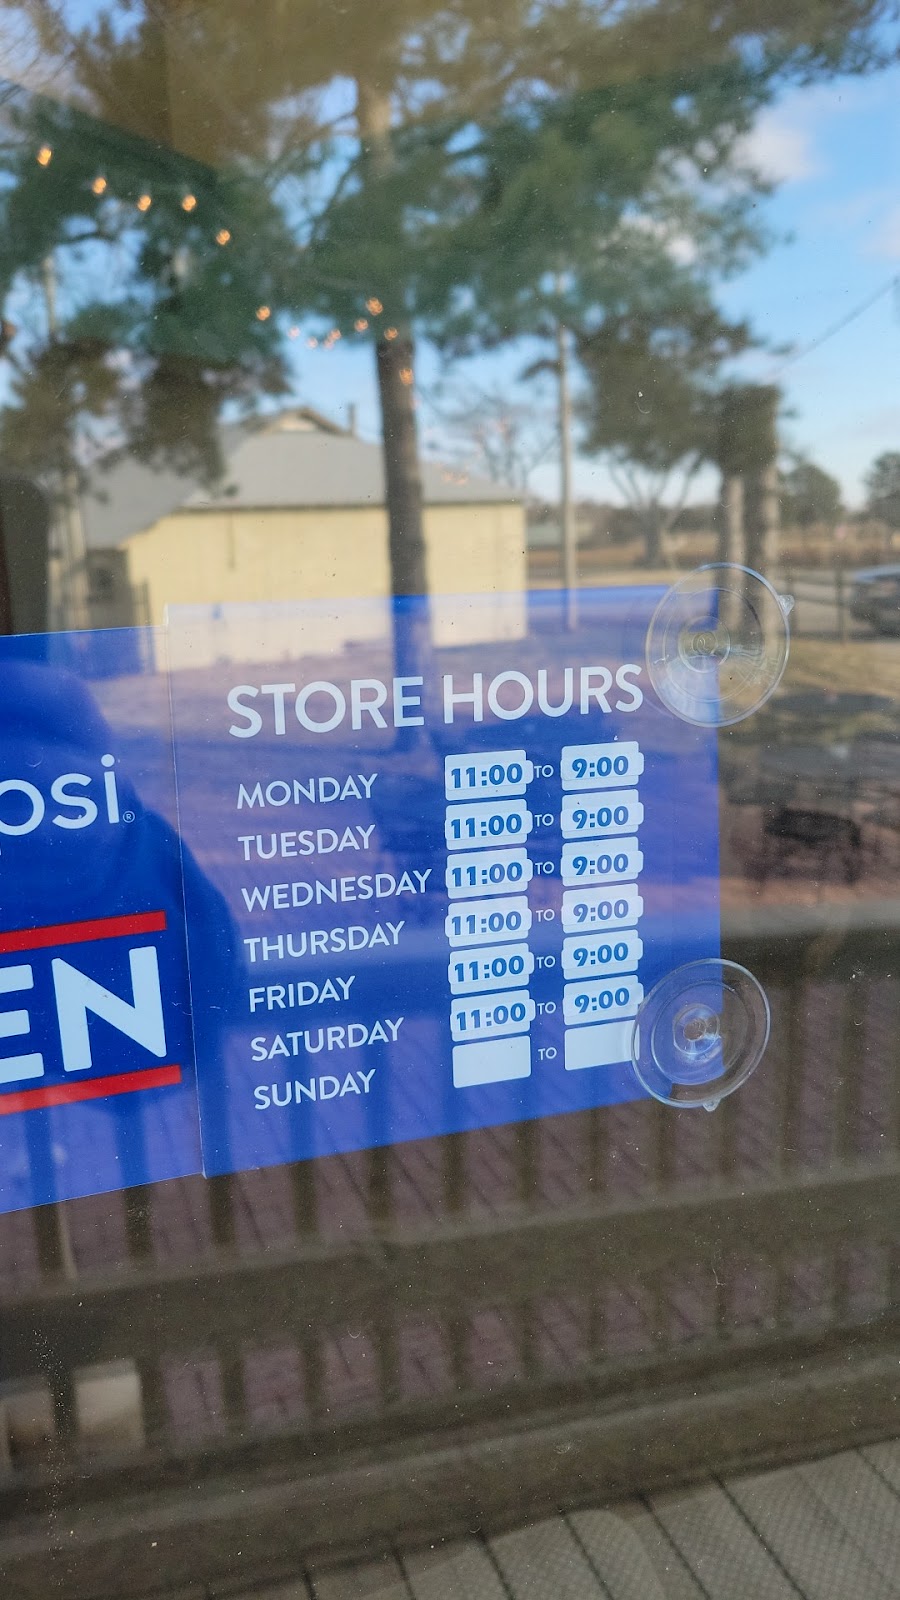 STORE HOURS
MONDAY 11:00 TO 9:00
TUESDAY 11:00 TO 9:00
WEDNESDAY 11:00 TO 9:00
THURSDAY 11:00 TO 9:00
FRIDAY 11:00 TO 9:00
SATURDAY 11:00 TO 9:00
SUNDAY TO
psi®
EN